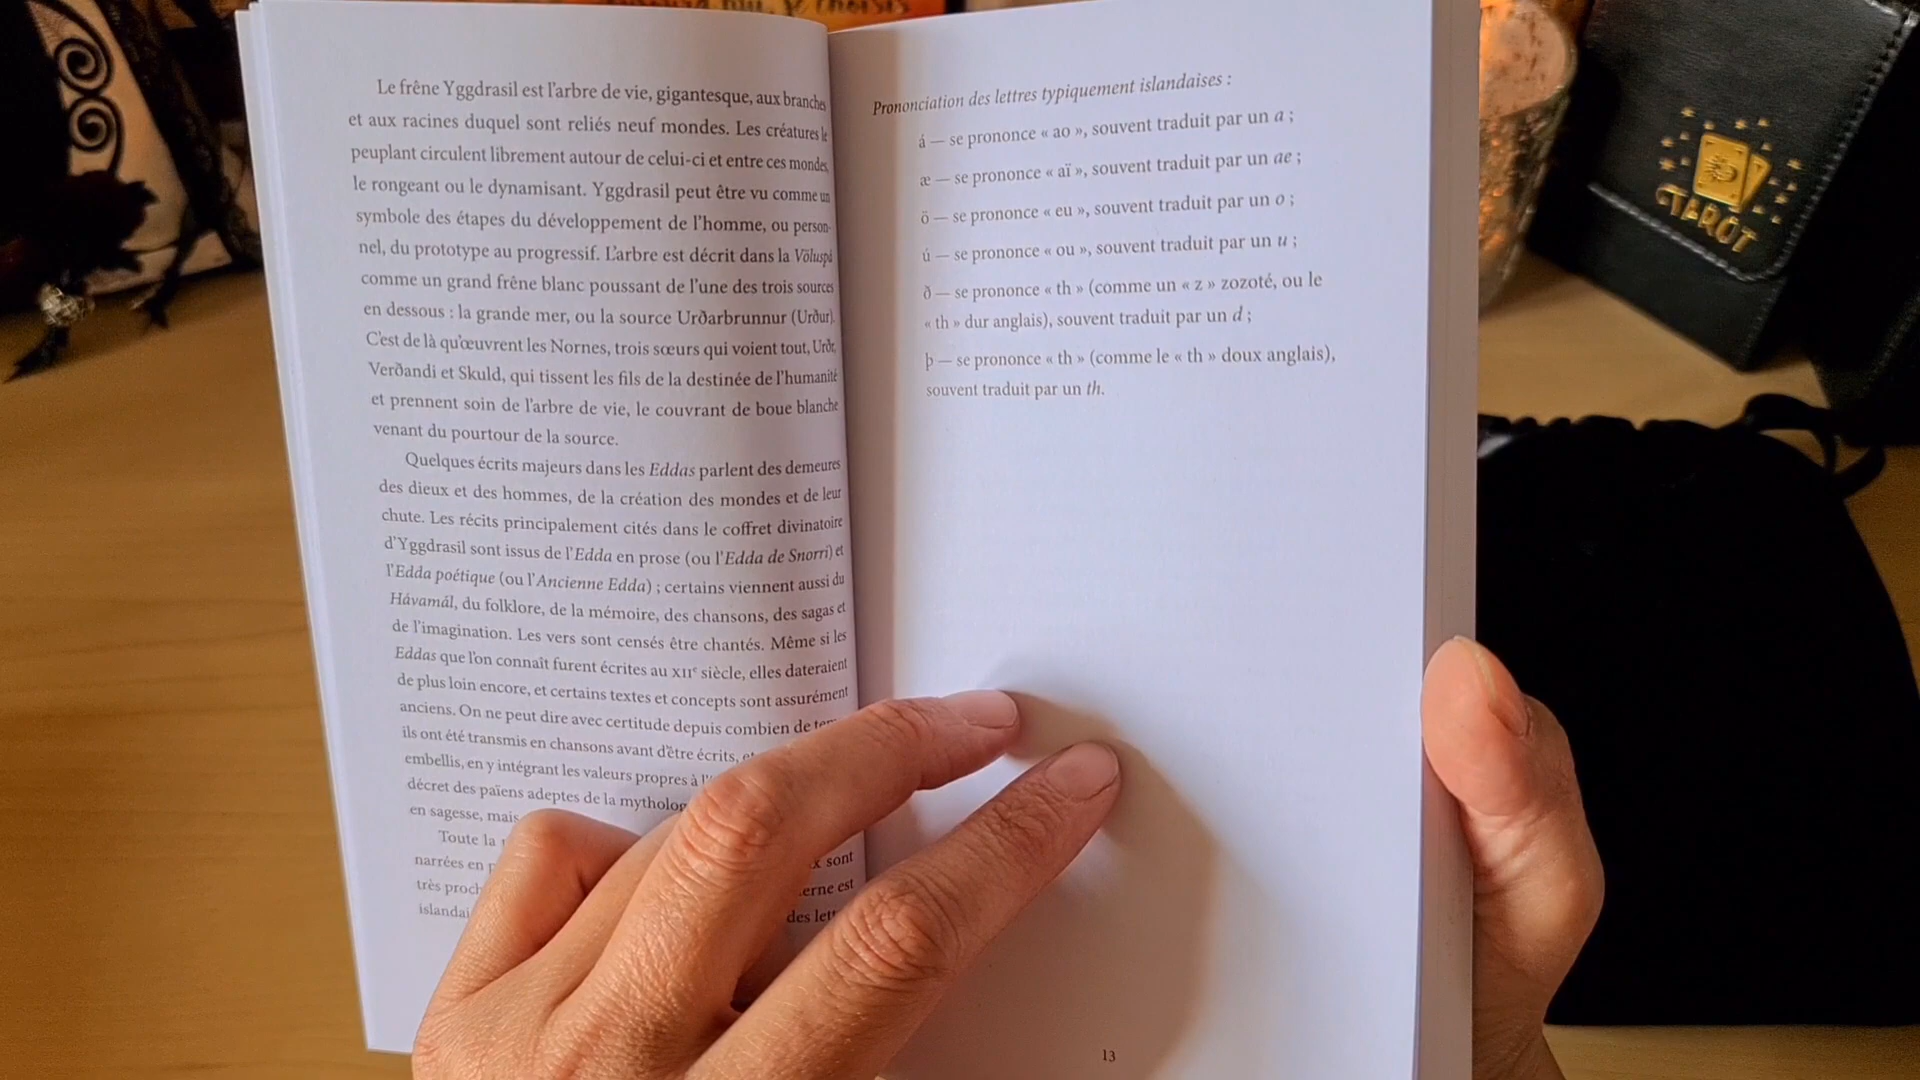 Le frêne Yggdrasil est l'arbre de vie, gigantesque, aux branches
et aux racines duquel sont reliés neuf mondes. Les créatures le
peuplant circulent librement autour de celui-ci et entre ces mondes,
le rongeant ou le dynamisant. Yggdrasil peut être vu comme un
symbole des étapes du développement de l'homme, ou person-
nel, du prototype au progressif. L'arbre est décrit dans la Völuspá
comme un grand frêne blanc poussant de l'une des trois sources
en dessous : la grande mer, ou la source Urðarbrunnur (Urður).
C'est de là qu'œuvrent les Nornes, trois sœurs qui voient tout, Urðr,
Verðandi et Skuld, qui tissent les fils de la destinée de l'humanité
et prennent soin de l'arbre de vie, le couvrant de boue blanche
venant du pourtour de la source.
Quelques écrits majeurs dans les Eddas parlent des demeures
des dieux et des hommes, de la création des mondes et de leur
chute. Les récits principalement cités dans le coffret divinatoire
d'Yggdrasil sont issus de l'Edda en prose (ou l'Edda de Snorri) et
l'Edda poétique (ou l'Ancienne Edda) ; certains viennent aussi du
Hávamál, du folklore, de la mémoire, des chansons, des sagas et
de l'imagination. Les vers sont censés être chantés. Même si les
Eddas que l'on connaît furent écrites au XIIe siècle, elles dateraient
de plus loin encore, et certains textes et concepts sont assurément
anciens. On ne peut dire avec certitude depuis combien de
ils ont été transmis en chansons avant d'être écrits,
embellis, en y intégrant les valeurs propres à
décret des païens adeptes de la
en sagesse, mais
Toute la
narrées en sont
très est
des
Prononciation des lettres typiquement islandaises :
á — se prononce « ao », souvent traduit par un a ;
æ — se prononce « aï », souvent traduit par un ae ;
ö — se prononce « eu », souvent traduit par un o ;
ú — se prononce « ou », souvent traduit par un u ;
ð — se prononce « th » (comme un « z » zozoté, ou le
« th » dur anglais), souvent traduit par un d ;
þ — se prononce « th » (comme le « th » doux anglais),
souvent traduit par un th.
13
TAROT